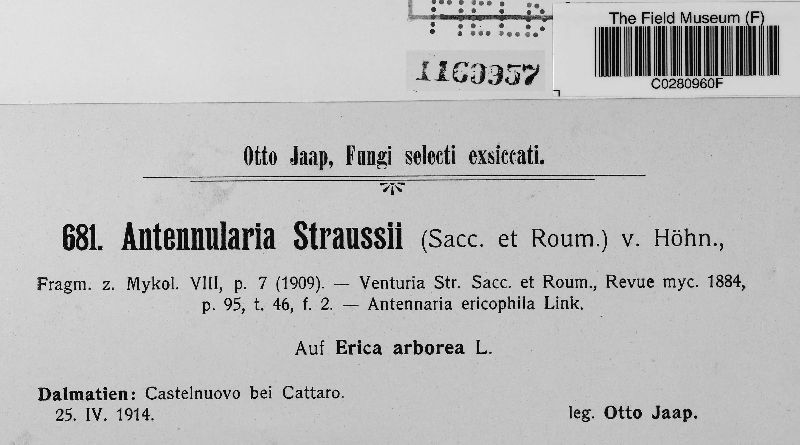 FIELD
The Field Museum (F)
1160957
C0280960F
Otto Jaap, Fungi selecti exsiccati.
681. Antennularia Straussii (Sacc. et Roum.) v. Höhn.,
Fragm. z. Mykol. VIII, p. 7 (1909). — Venturia Str. Sacc. et Roum., Revue myc. 1884,
p. 95, t. 46, f. 2. — Antennaria ericophila Link.
Auf Erica arborea L.
Dalmatien: Castelnuovo bei Cattaro.
25. IV. 1914.
leg. Otto Jaap.